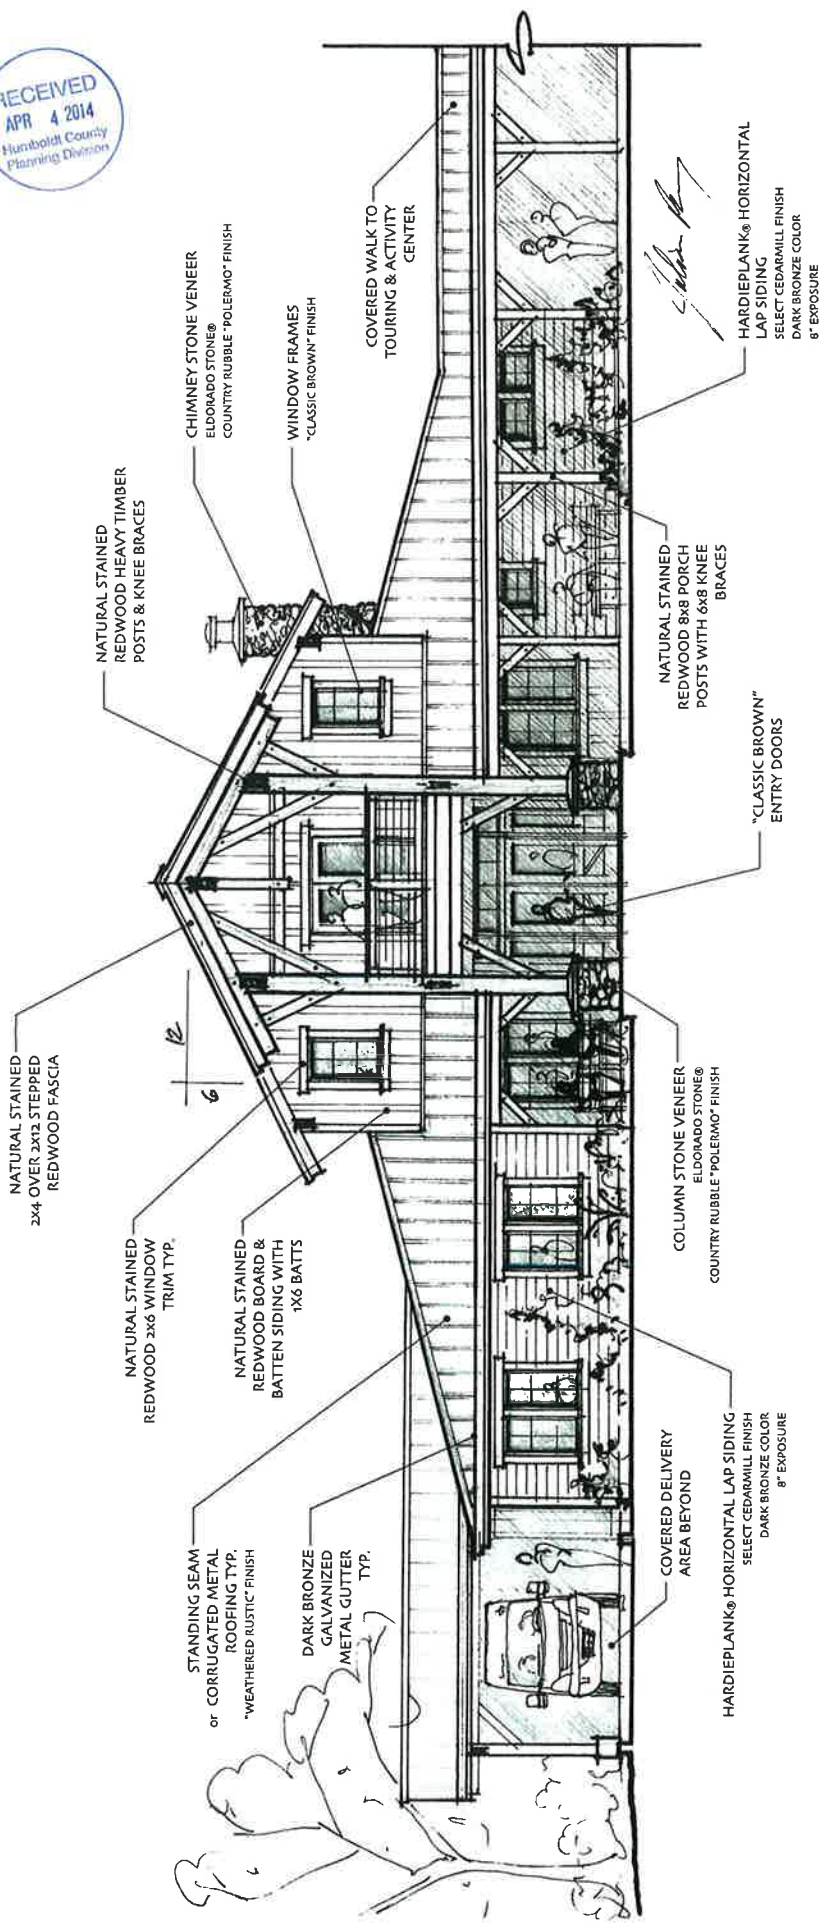 RECEIVED
APR 4 2014
Humboldt County
Planning Division
NATURAL STAINED
2X4 OVER 2X12 STEPPED
REDWOOD FASCIA
NATURAL STAINED
REDWOOD HEAVY TIMBER
POSTS & KNEE BRACES
CHIMNEY STONE VENEER
ELDORADO STONE®
COUNTRY RUBBLE "POLERMO" FINISH
WINDOW FRAMES
"CLASSIC BROWN" FINISH
COVERED WALK TO
TOURING & ACTIVITY
CENTER
12
6
NATURAL STAINED
REDWOOD 2X6 WINDOW
TRIM TYP.
NATURAL STAINED
REDWOOD BOARD &
BATTEN SIDING WITH
1X6 BATTS
STANDING SEAM
or CORRUGATED METAL
ROOFING TYP.
"WEATHERED RUSTIC" FINISH
DARK BRONZE
GALVANIZED
METAL GUTTER
TYP.
COVERED DELIVERY
AREA BEYOND
HARDIEPLANK® HORIZONTAL LAP SIDING
SELECT CEDARMILL FINISH
DARK BRONZE COLOR
8" EXPOSURE
COLUMN STONE VENEER
ELDORADO STONE®
COUNTRY RUBBLE "POLERMO" FINISH
"CLASSIC BROWN"
ENTRY DOORS
NATURAL STAINED
REDWOOD 8X8 PORCH
POSTS WITH 6X8 KNEE
BRACES
HARDIEPLANK® HORIZONTAL
LAP SIDING
SELECT CEDARMILL FINISH
DARK BRONZE COLOR
8" EXPOSURE